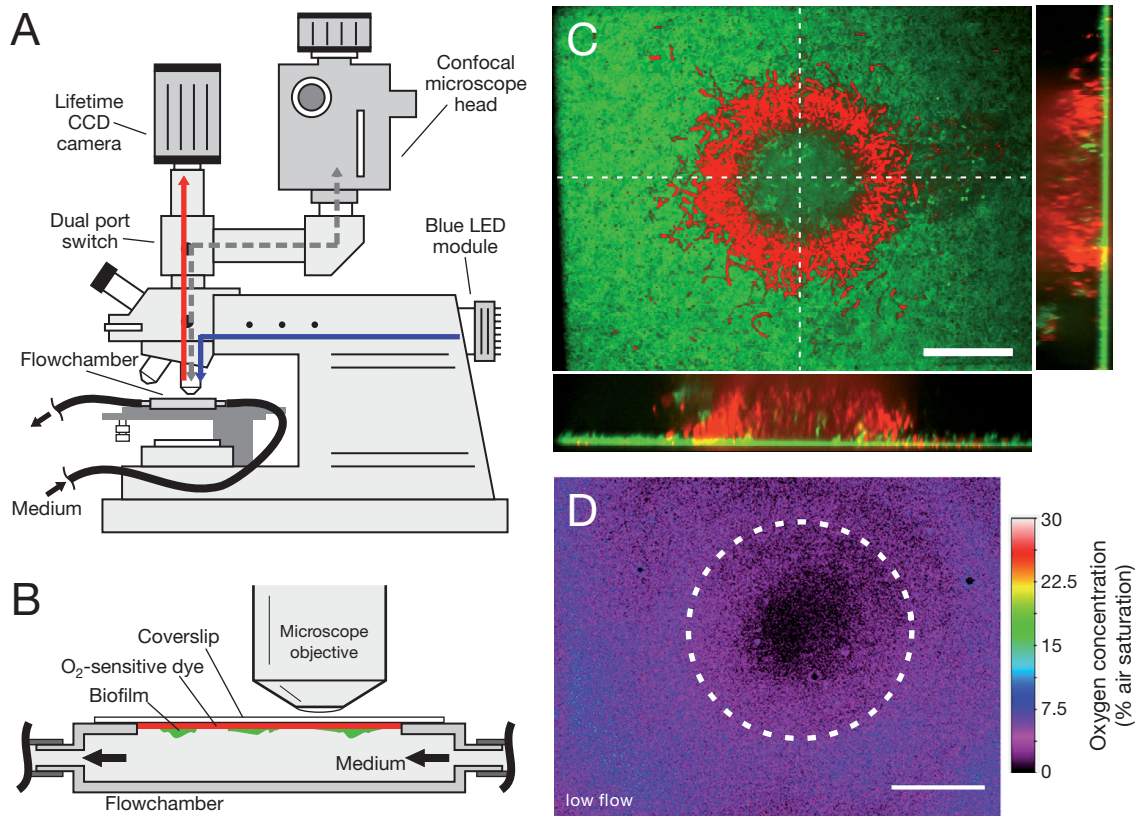 A
Lifetime
CCD
camera
Confocal
microscope
head
Dual port
switch
Blue LED
module
Flowchamber
Medium
B
Coverslip
O₂-sensitive dye
Biofilm
Microscope
objective
Medium
Flowchamber
C
D
low flow
30
22.5
15
7.5
0
Oxygen concentration
(% air saturation)